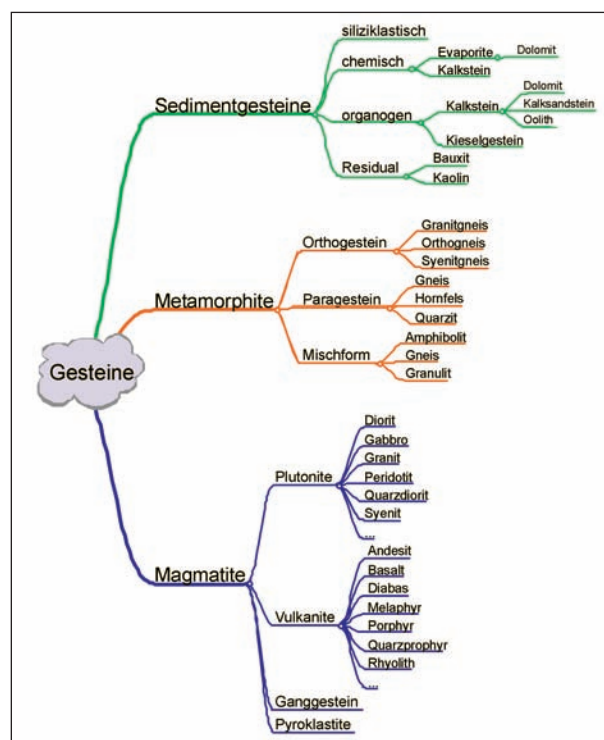 Gesteine
Sedimentgesteine
siliziklastisch
chemisch
Evaporite
Dolomit
Kalkstein
organogen
Kalkstein
Dolomit
Kalksandstein
Oolith
Kieselgestein
Residual
Bauxit
Kaolin
Metamorphite
Orthogestein
Granitgneis
Orthogneis
Syenitgneis
Paragestein
Gneis
Hornfels
Quarzit
Mischform
Amphibolit
Gneis
Granulit
Magmatite
Plutonite
Diorit
Gabbro
Granit
Peridotit
Quarzdiorit
Syenit
...
Vulkanite
Andesit
Basalt
Diabas
Melaphyr
Porphyr
Quarzprophyr
Rhyolith
...
Ganggestein
Pyroklastite